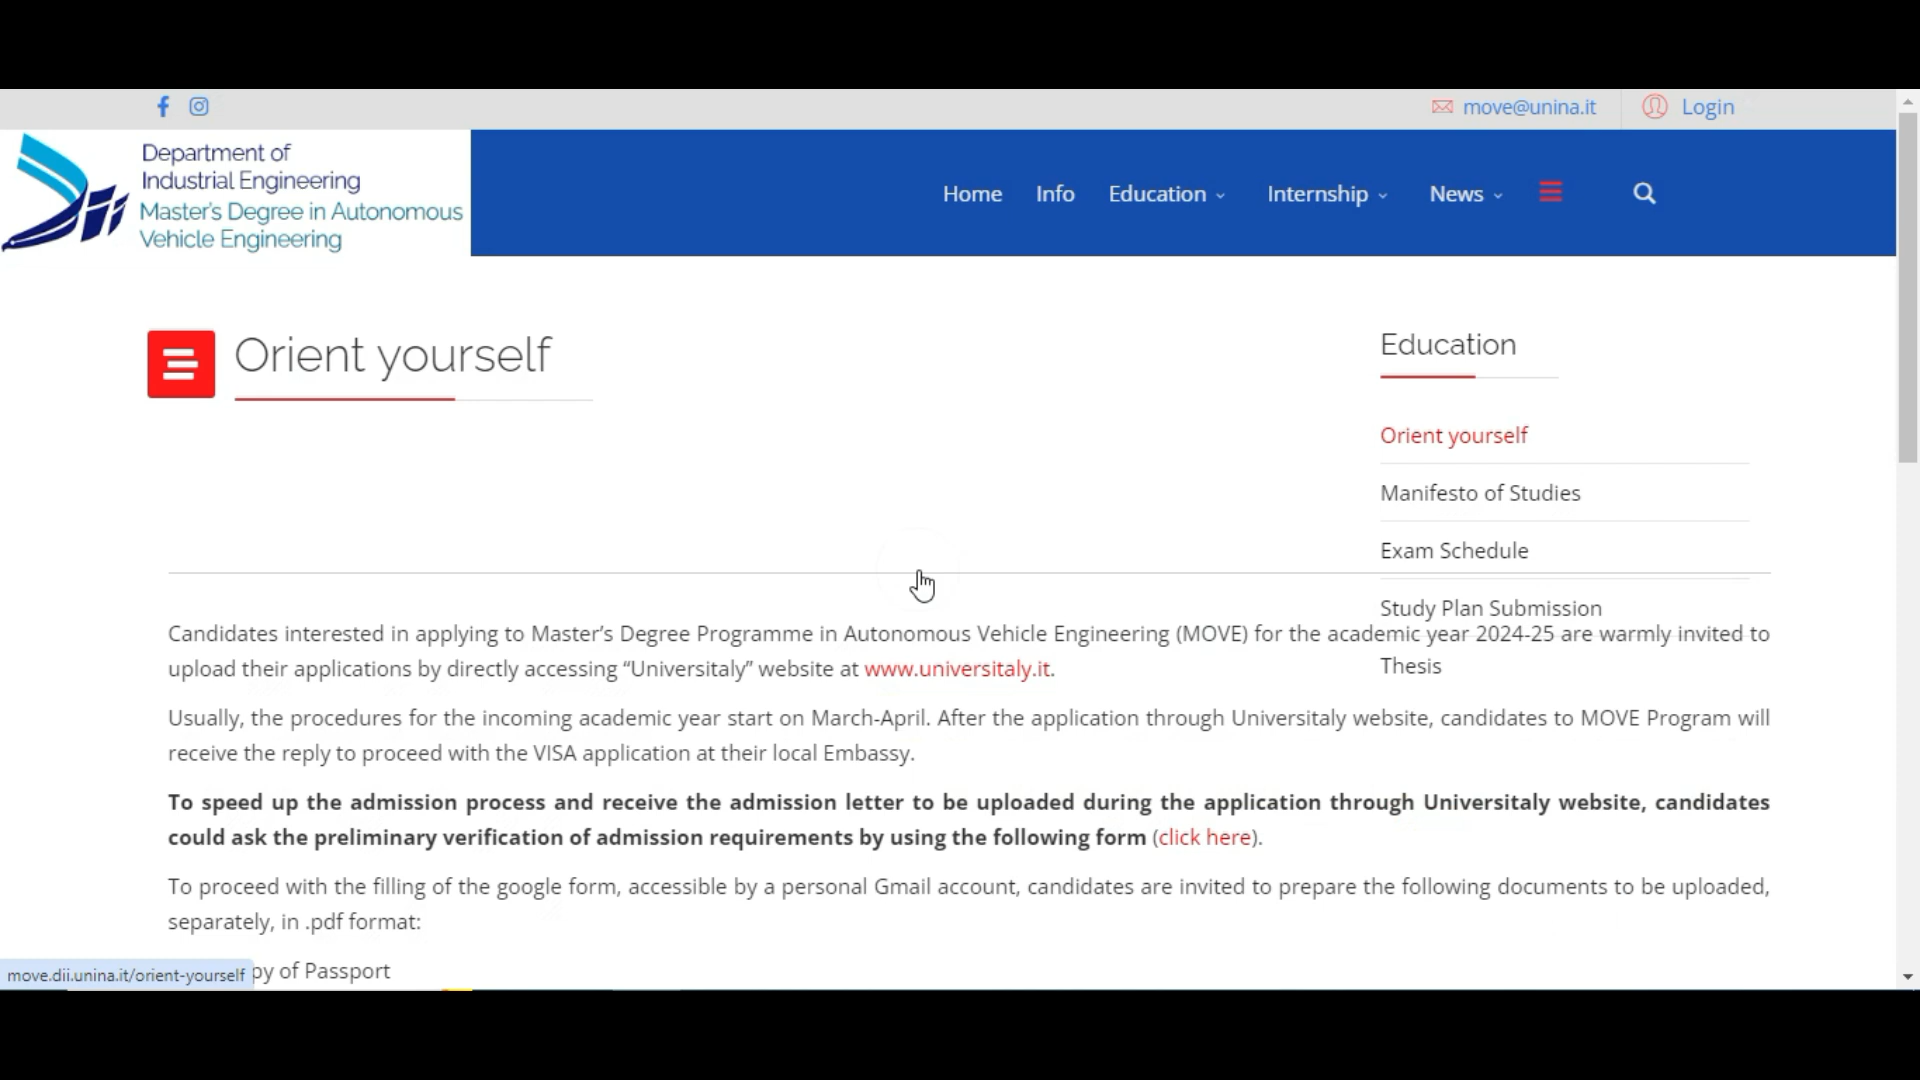 move@unina.it
Login
Department of
Industrial Engineering
Master's Degree in Autonomous
Vehicle Engineering
Home
Info
Education
Internship
News
Orient yourself
Education
Orient yourself
Manifesto of Studies
Exam Schedule
Study Plan Submission
Thesis
Candidates interested in applying to Master’s Degree Programme in Autonomous Vehicle Engineering (MOVE) for the academic year 2024-25 are warmly invited to
upload their applications by directly accessing “Universitaly” website at www.universitaly.it.
Usually, the procedures for the incoming academic year start on March-April. After the application through Universitaly website, candidates to MOVE Program will
receive the reply to proceed with the VISA application at their local Embassy.
To speed up the admission process and receive the admission letter to be uploaded during the application through Universitaly website, candidates
could ask the preliminary verification of admission requirements by using the following form (click here).
To proceed with the filling of the google form, accessible by a personal Gmail account, candidates are invited to prepare the following documents to be uploaded,
separately, in .pdf format:
py of Passport
move.dii.unina.it/orient-yourself